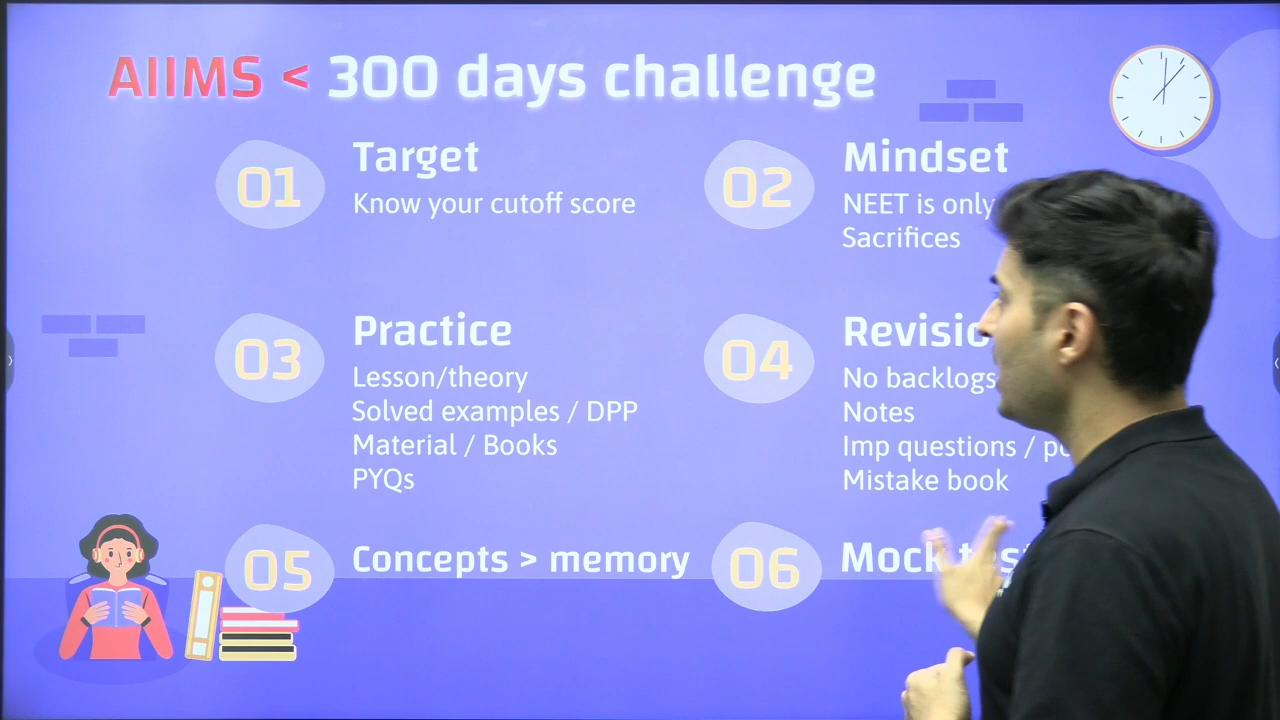 AIIMS < 300 days challenge
01
Target
Know your cutoff score
02
Mindset
NEET is only
Sacrifices
03
Practice
Lesson/theory
Solved examples / DPP
Material / Books
PYQs
04
No backlogs
Notes
Imp questions /
Mistake book
05
Concepts > memory
06
Mock